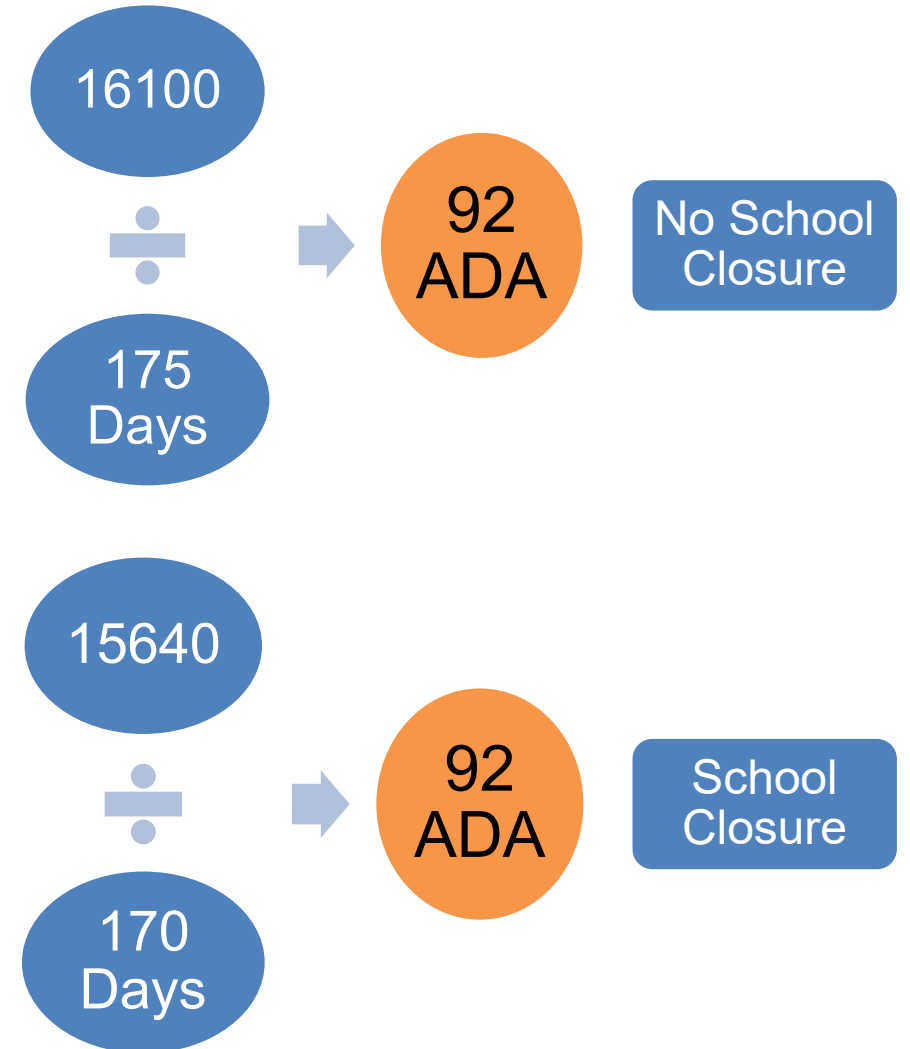 16100
÷
175
Days
92
ADA
No School
Closure
15640
÷
170
Days
92
ADA
School
Closure